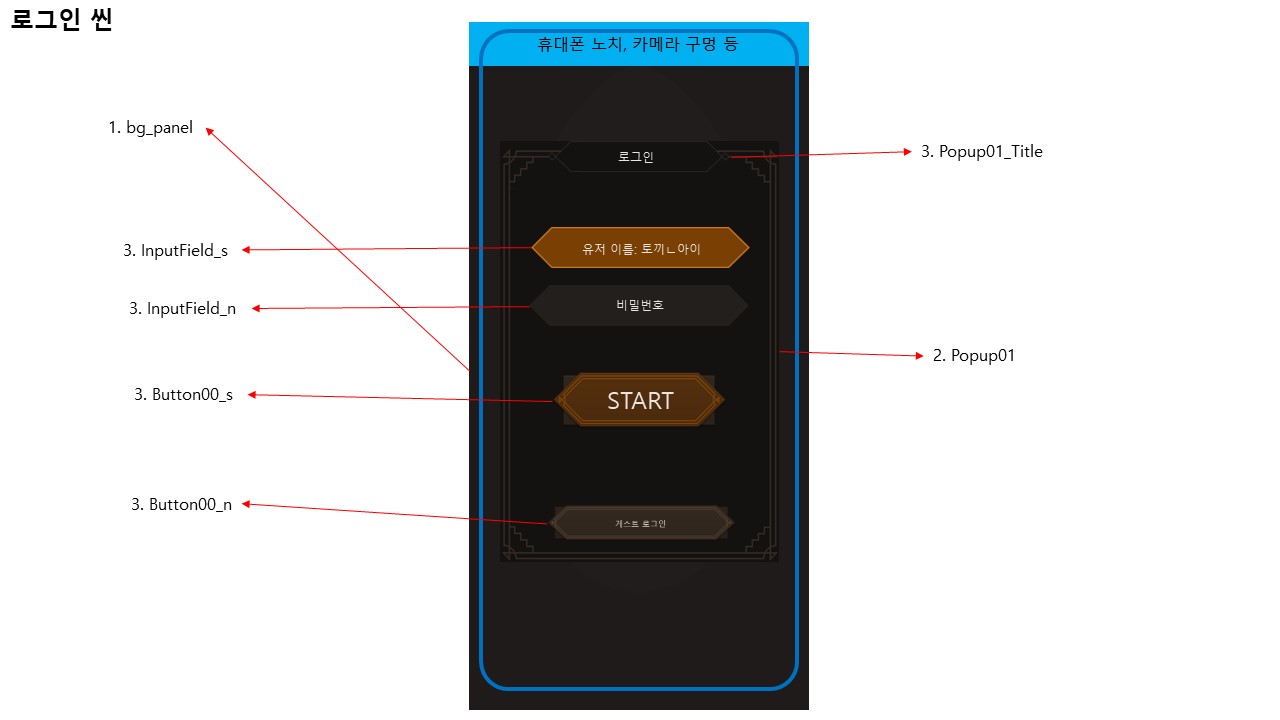 로그인 씬
휴대폰 노치, 카메라 구멍 등
1. bg_panel
로그인
3. Popup01_Title
3. InputField_s
유저 이름: 토끼ㄴ아이
3. InputField_n
비밀번호
2. Popup01
3. Button00_s
START
3. Button00_n
게스트 로그인